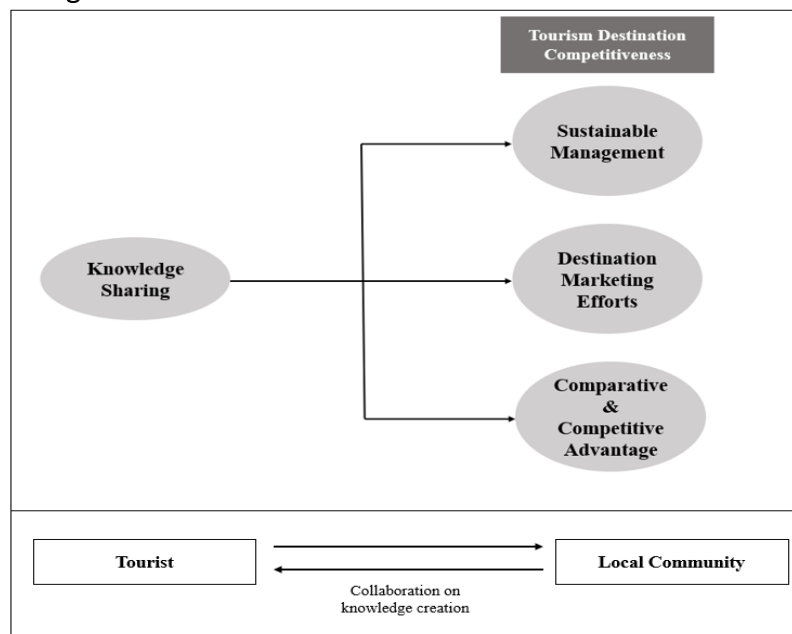 Tourism Destination
Competitiveness
Sustainable
Management
Knowledge
Sharing
Destination
Marketing
Efforts
Comparative
&
Competitive
Advantage
Tourist
Local Community
Collaboration on
knowledge creation